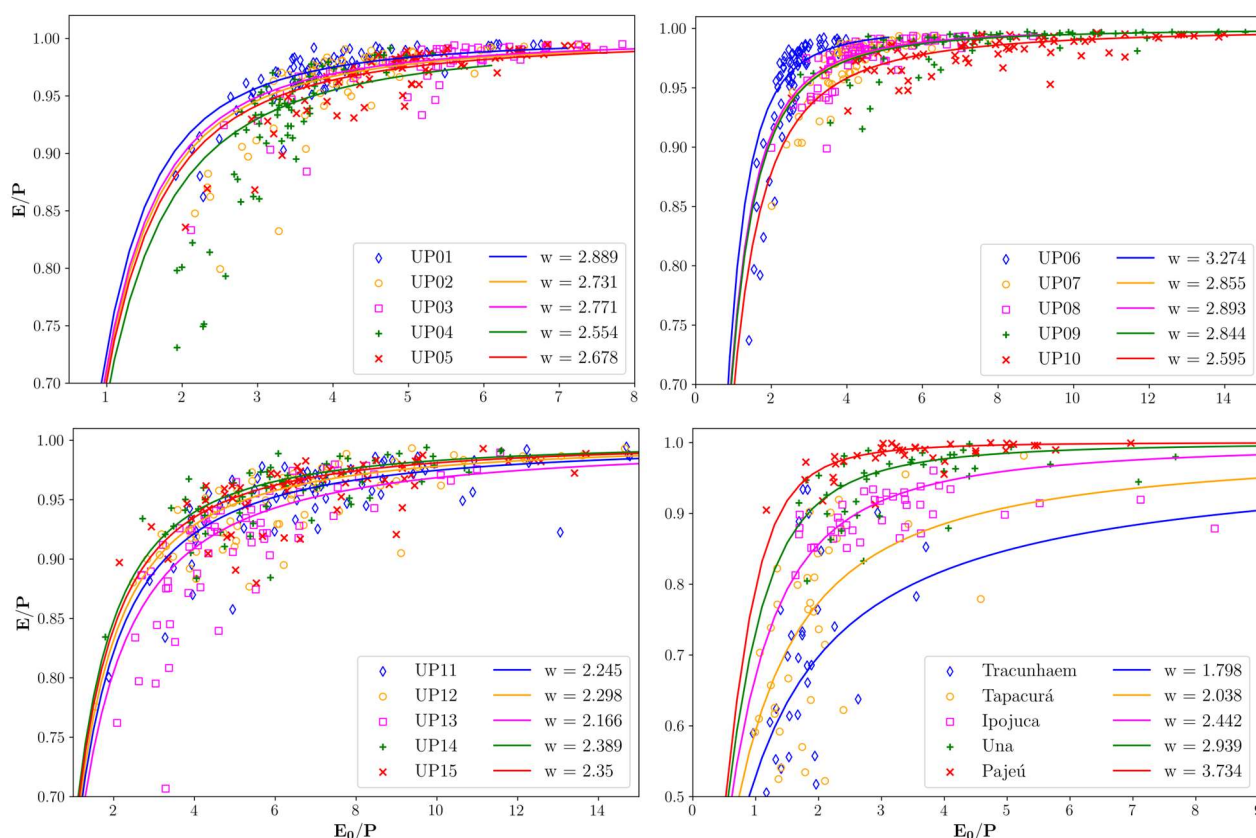 1.00
0.95
0.90
0.85
0.80
0.75
0.70
E/P
1 2 3 4 5 6 7 8
UP01 w = 2.889
UP02 w = 2.731
UP03 w = 2.771
UP04 w = 2.554
UP05 w = 2.678
1.00
0.95
0.90
0.85
0.80
0.75
0.70
0 2 4 6 8 10 12 14
UP06 w = 3.274
UP07 w = 2.855
UP08 w = 2.893
UP09 w = 2.844
UP10 w = 2.595
1.00
0.95
0.90
0.85
0.80
0.75
0.70
E/P
2 4 6 8 10 12 14
E₀/P
UP11 w = 2.245
UP12 w = 2.298
UP13 w = 2.166
UP14 w = 2.389
UP15 w = 2.35
1.0
0.9
0.8
0.7
0.6
0.5
0 1 2 3 4 5 6 7 8 9
E₀/P
Tracunhaem w = 1.798
Tapacurá w = 2.038
Ipojuca w = 2.442
Una w = 2.939
Pajeú w = 3.734